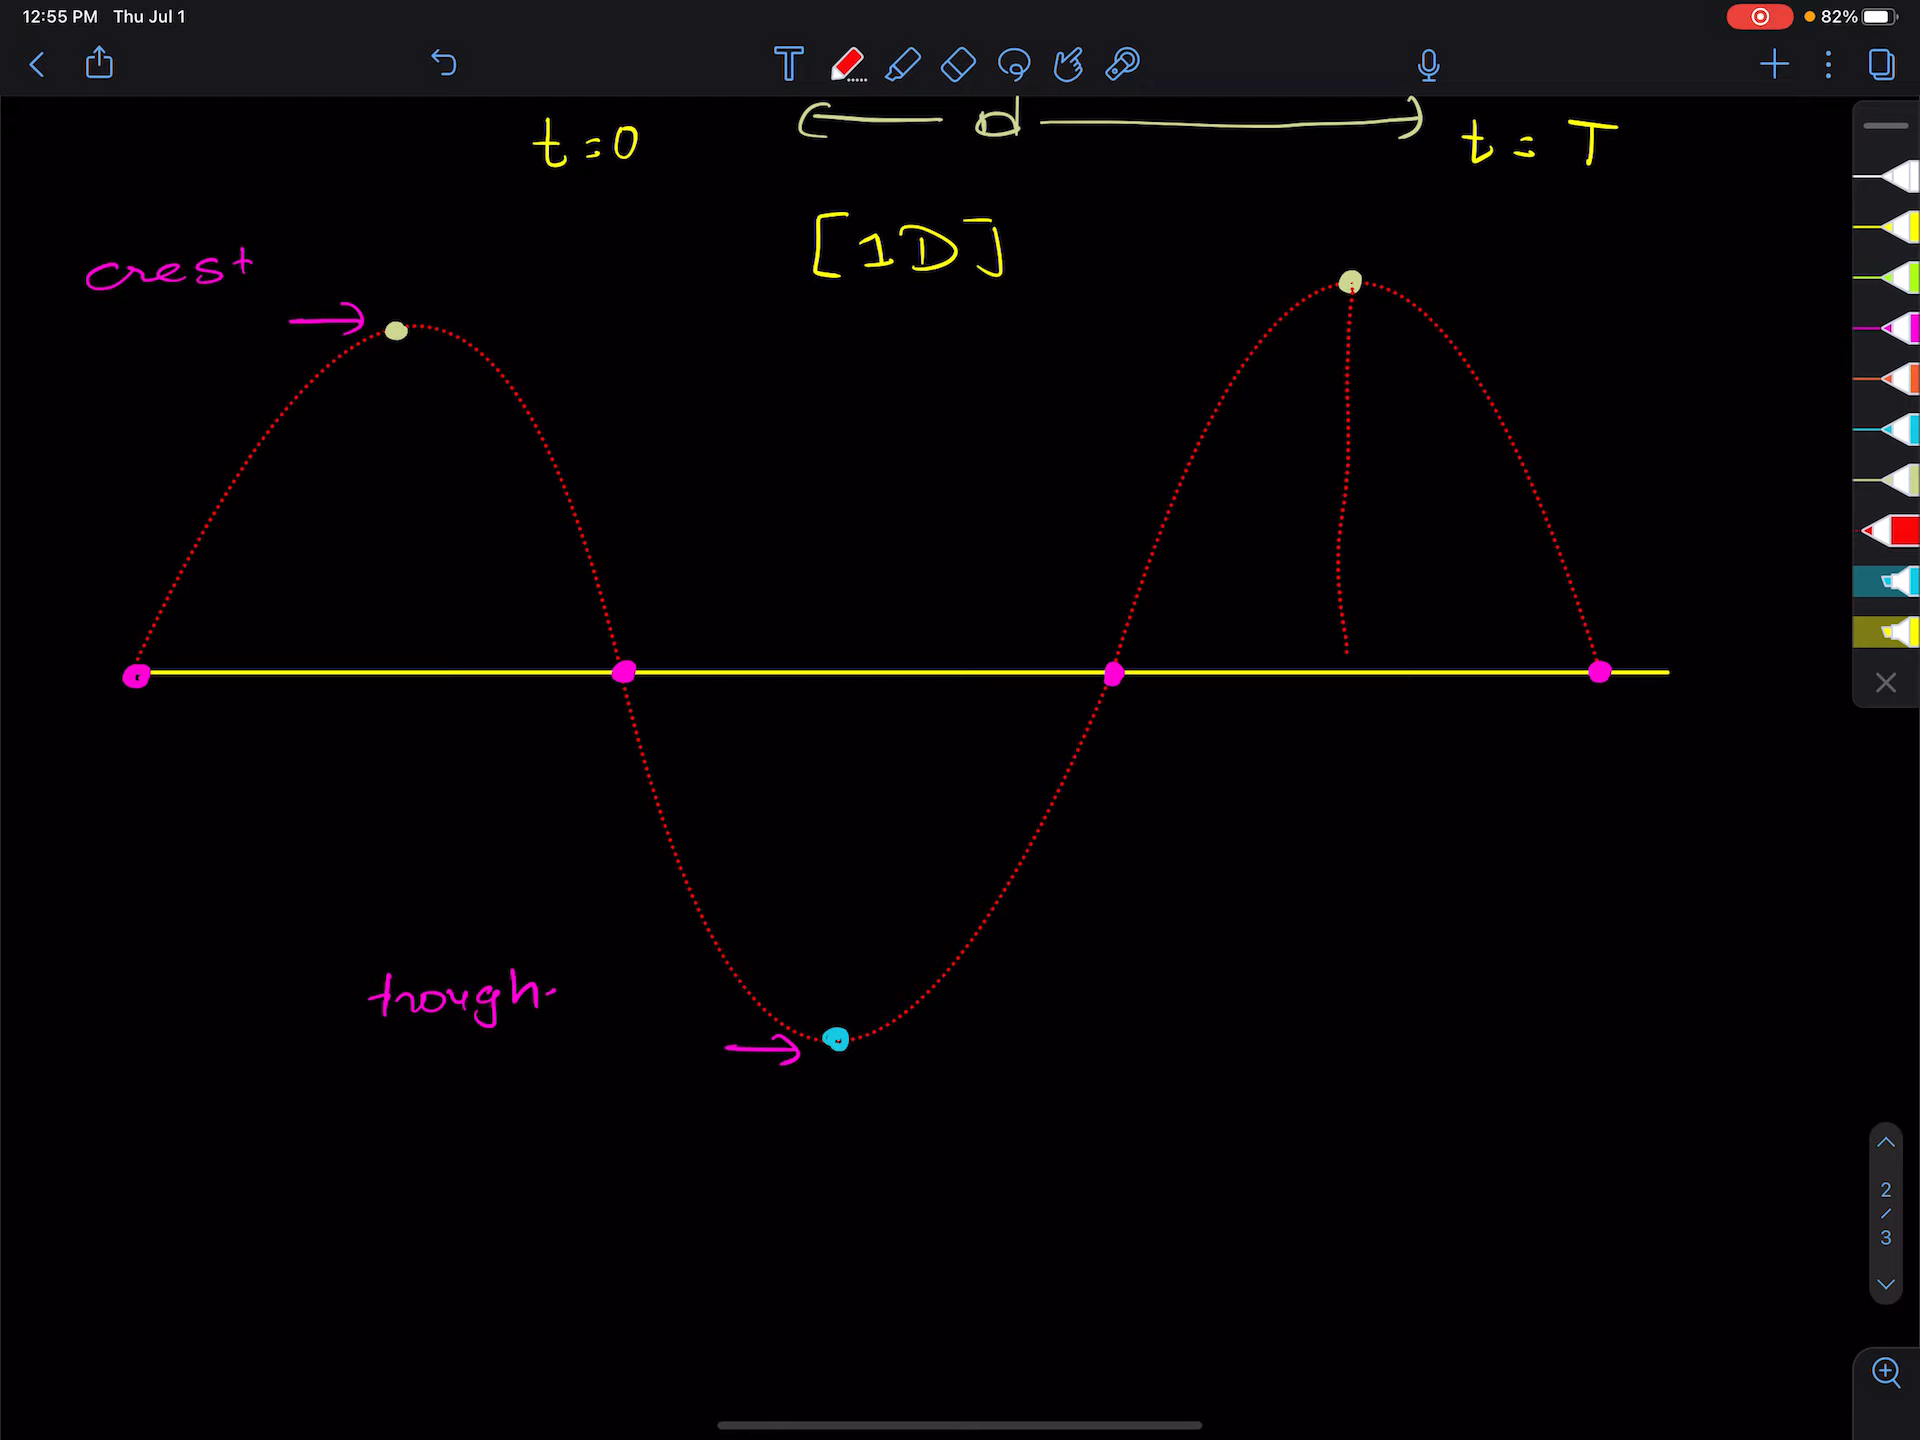 12:55 PM Thu Jul 1
82%
t=0
d
t= T
[1D]
crest
trough.
2
/
3